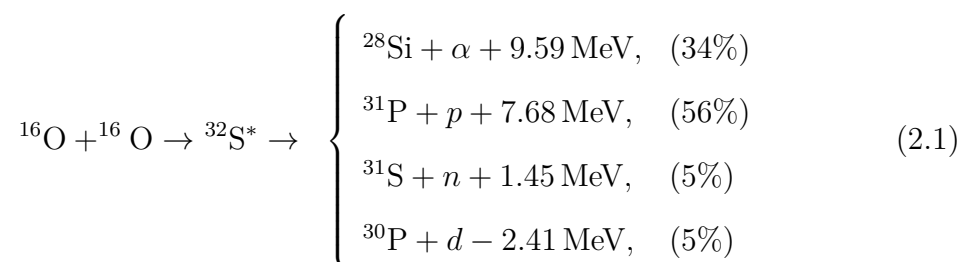 ²⁸Si + α + 9.59 MeV, (34%)
³¹P + p + 7.68 MeV, (56%)
¹⁶O +¹⁶ O → ³²S* → { (2.1)
³¹S + n + 1.45 MeV, (5%)
³⁰P + d − 2.41 MeV, (5%)